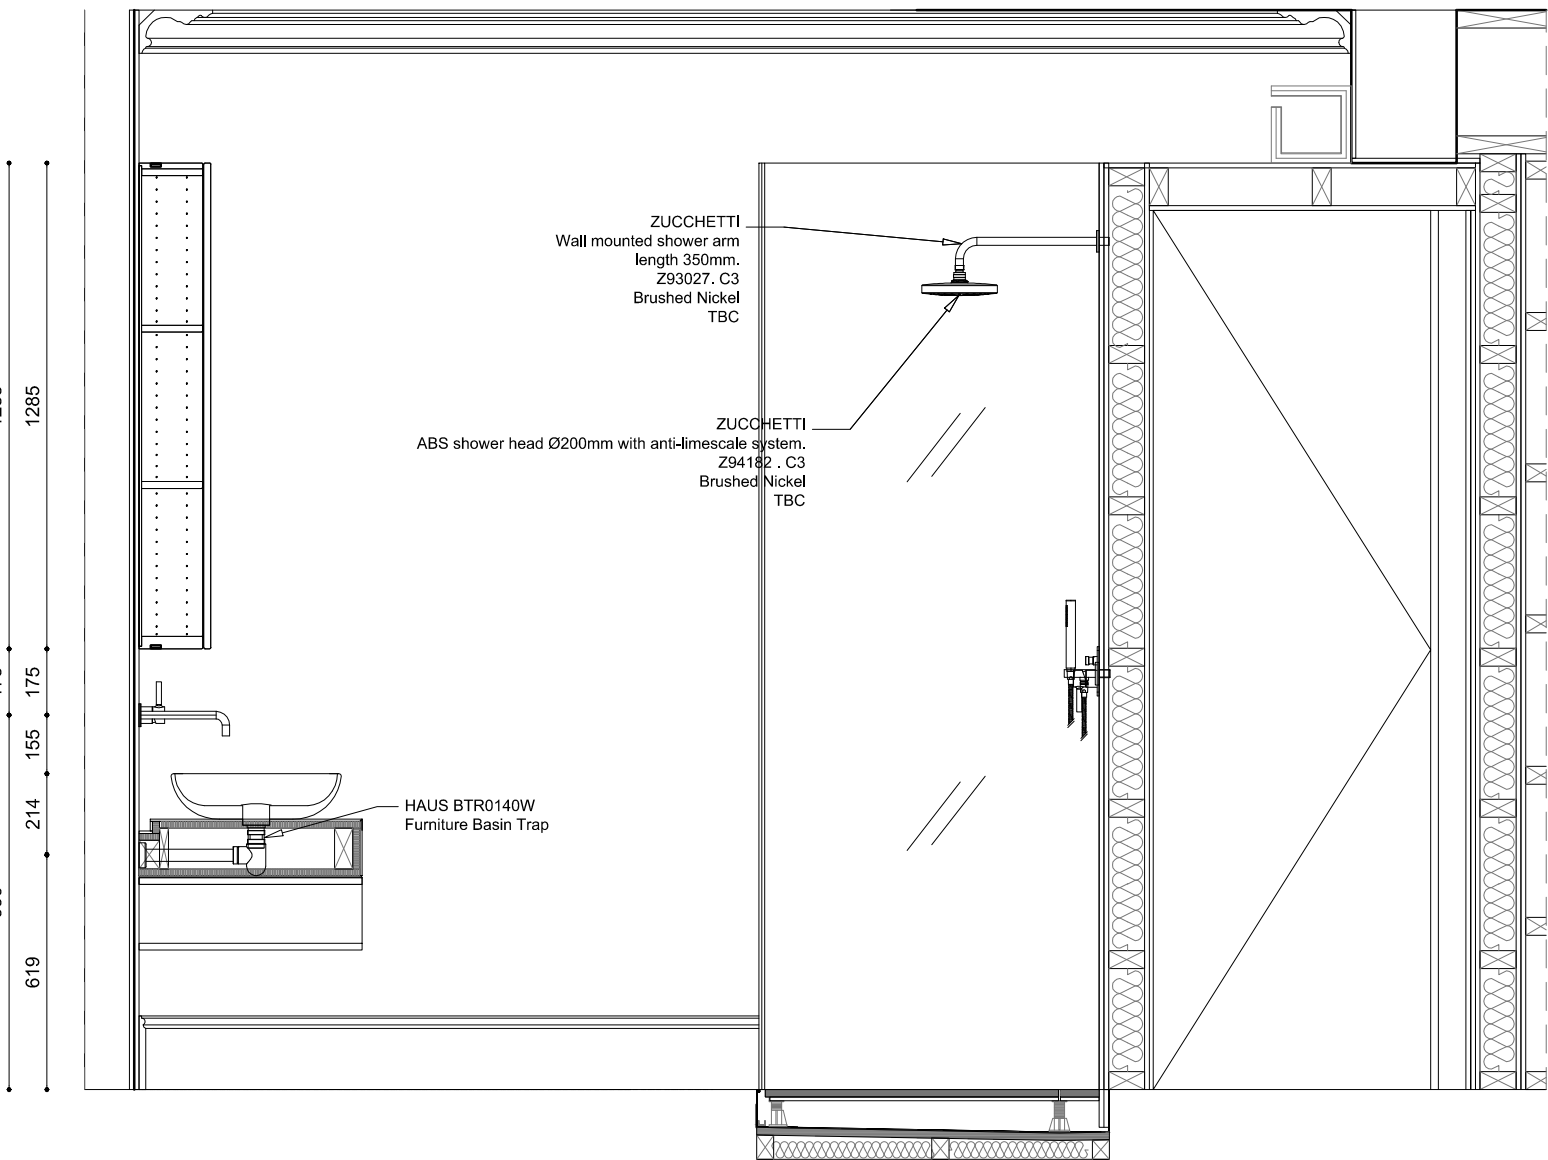 ZUCCHETTI
Wall mounted shower arm
length 350mm.
Z93027. C3
Brushed Nickel
TBC
ZUCCHETTI
ABS shower head Ø200mm with anti-limescale system.
Z94182 . C3
Brushed Nickel
TBC
HAUS BTR0140W
Furniture Basin Trap
1285
175
155
214
619